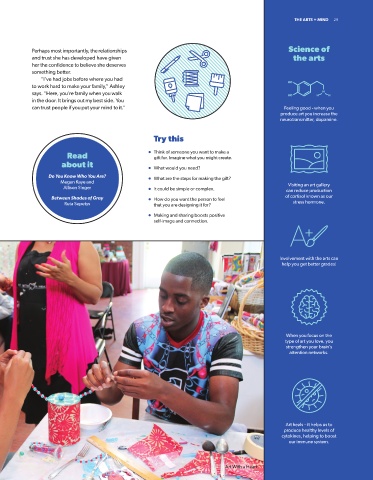 THE ARTS + MIND 29
Perhaps most importantly, the relationships
and trust she has developed have given
her the confidence to believe she deserves
something better.
"I've had jobs before where you had
to work hard to make your family," Ashley
says. "Here, you're family when you walk
in the door. It brings out my best side. You
can trust people if you put your mind to it."
Read
about it
Do You Know Who You Are?
Megan Kaye and
Allison Singer
Between Shades of Gray
Ruta Sepetys
Try this
• Think of someone you want to make a
gift for. Imagine what you might create.
• What would you need?
• What are the steps for making the gift?
• It could be simple or complex.
• How do you want the person to feel
that you are designing it for?
• Making and sharing boosts positive
self-image and connection.
Science of
the arts
Feeling good - when you
produce art you increase the
neurotransmitter, dopamine.
Visiting an art gallery
can reduce production
of cortisol known as our
stress hormone.
A+
Involvement with the arts can
help you get better grades!
When you focus on the
type of art you love, you
strengthen your brain's
attention networks.
Art heals - it helps us to
produce healthy levels of
cytokines, helping to boost
our immune system.
Art With a Heart